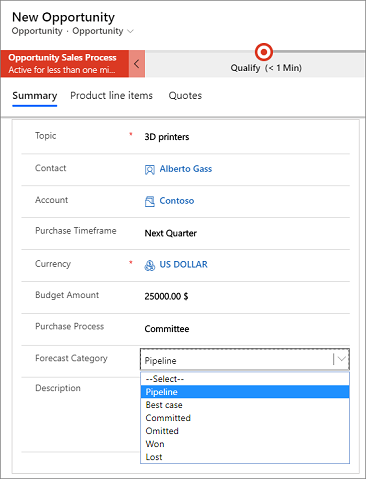 New Opportunity
Opportunity · Opportunity
Opportunity Sales Process
Active for less than one mi...
Qualify (< 1 Min)
Summary Product line items Quotes
Topic * 3D printers
Contact Alberto Gass
Account Contoso
Purchase Timeframe Next Quarter
Currency * US DOLLAR
Budget Amount 25000.00 $
Purchase Process Committee
Forecast Category Pipeline
--Select--
Description Pipeline
Best case
Committed
Omitted
Won
Lost